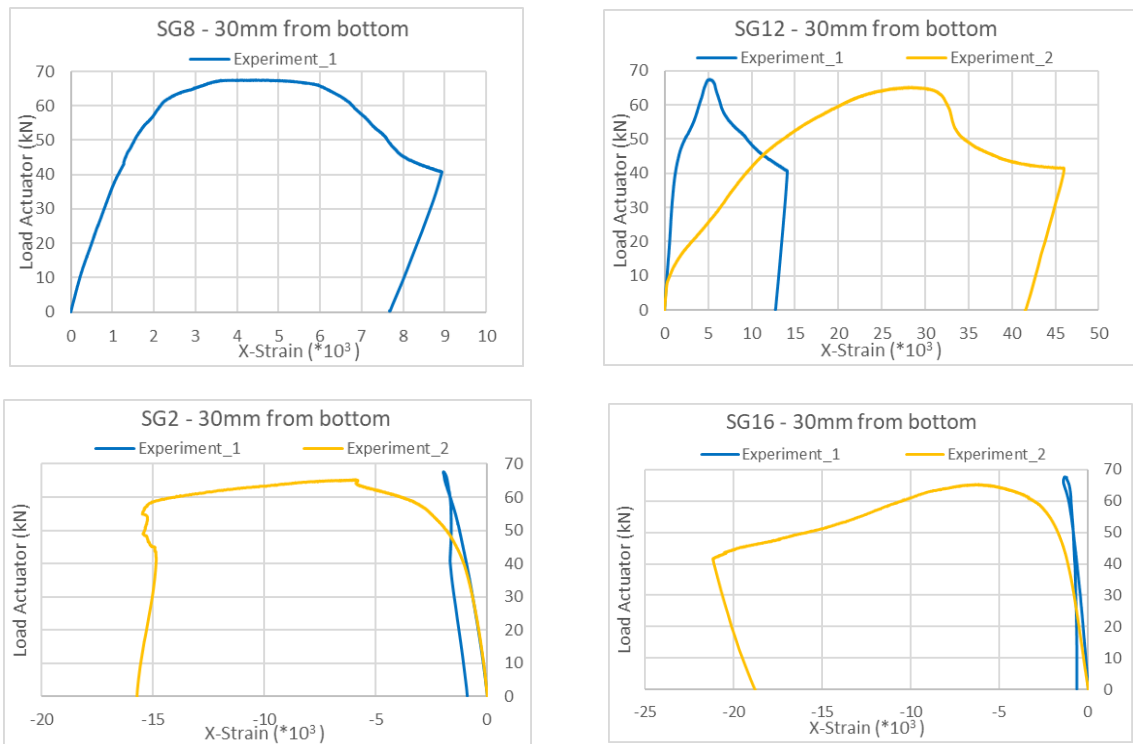 SG8 - 30mm from bottom
Experiment_1
Load Actuator (kN)
70
60
50
40
30
20
10
0
0 1 2 3 4 5 6 7 8 9 10
X-Strain (*10³ )
SG12 - 30mm from bottom
Experiment_1 Experiment_2
Load Actuator (kN)
70
60
50
40
30
20
10
0
0 5 10 15 20 25 30 35 40 45 50
X-Strain (*10³ )
SG2 - 30mm from bottom
Experiment_1 Experiment_2
Load Actuator (kN)
70
60
50
40
30
20
10
0
-20 -15 -10 -5 0
X-Strain (*10³ )
SG16 - 30mm from bottom
Experiment_1 Experiment_2
Load Actuator (kN)
70
60
50
40
30
20
10
0
-25 -20 -15 -10 -5 0
X-Strain (*10³ )